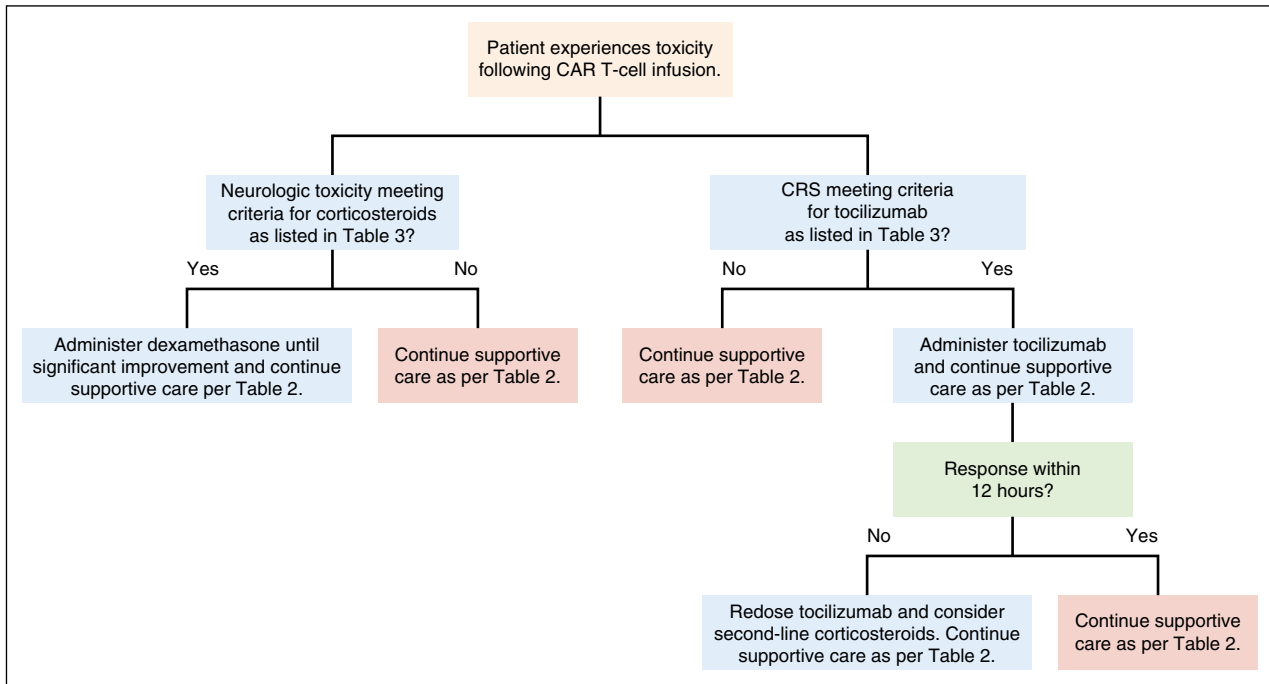 Patient experiences toxicity
following CAR T-cell infusion.
Neurologic toxicity meeting
criteria for corticosteroids
as listed in Table 3?
CRS meeting criteria
for tocilizumab
as listed in Table 3?
Yes
No
No
Yes
Administer dexamethasone until
significant improvement and continue
supportive care per Table 2.
Continue supportive
care as per Table 2.
Continue supportive
care as per Table 2.
Administer tocilizumab
and continue supportive
care as per Table 2.
Response within
12 hours?
No
Yes
Redose tocilizumab and consider
second-line corticosteroids. Continue
supportive care as per Table 2.
Continue supportive
care as per Table 2.